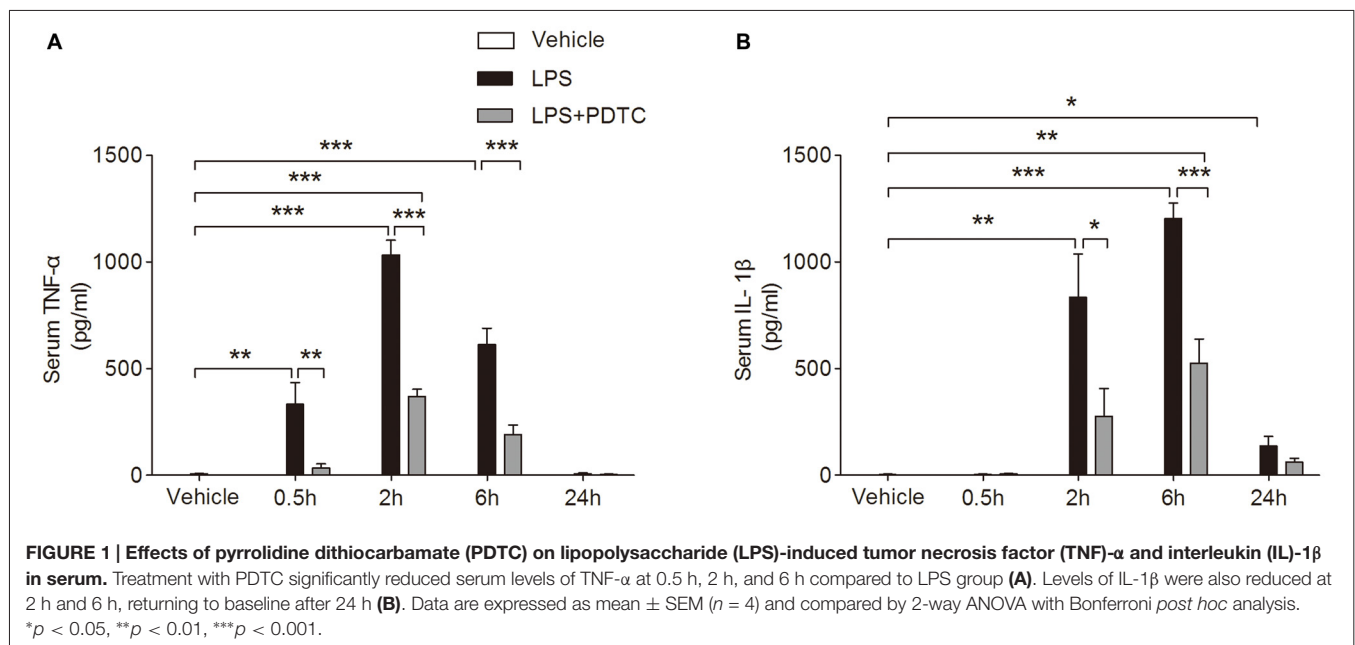 A
Vehicle
LPS
LPS+PDTC
B
***
***
***
***
***
**
**
1500
1000
500
0
Serum TNF-α
(pg/ml)
Vehicle
0.5h
2h
6h
24h
*
**
***
***
**
*
1500
1000
500
0
Serum IL- 1β
(pg/ml)
Vehicle
0.5h
2h
6h
24h
FIGURE 1 | Effects of pyrrolidine dithiocarbamate (PDTC) on lipopolysaccharide (LPS)-induced tumor necrosis factor (TNF)-α and interleukin (IL)-1β
in serum. Treatment with PDTC significantly reduced serum levels of TNF-α at 0.5 h, 2 h, and 6 h compared to LPS group (A). Levels of IL-1β were also reduced at
2 h and 6 h, returning to baseline after 24 h (B). Data are expressed as mean ± SEM (n = 4) and compared by 2-way ANOVA with Bonferroni post hoc analysis.
*p < 0.05, **p < 0.01, ***p < 0.001.